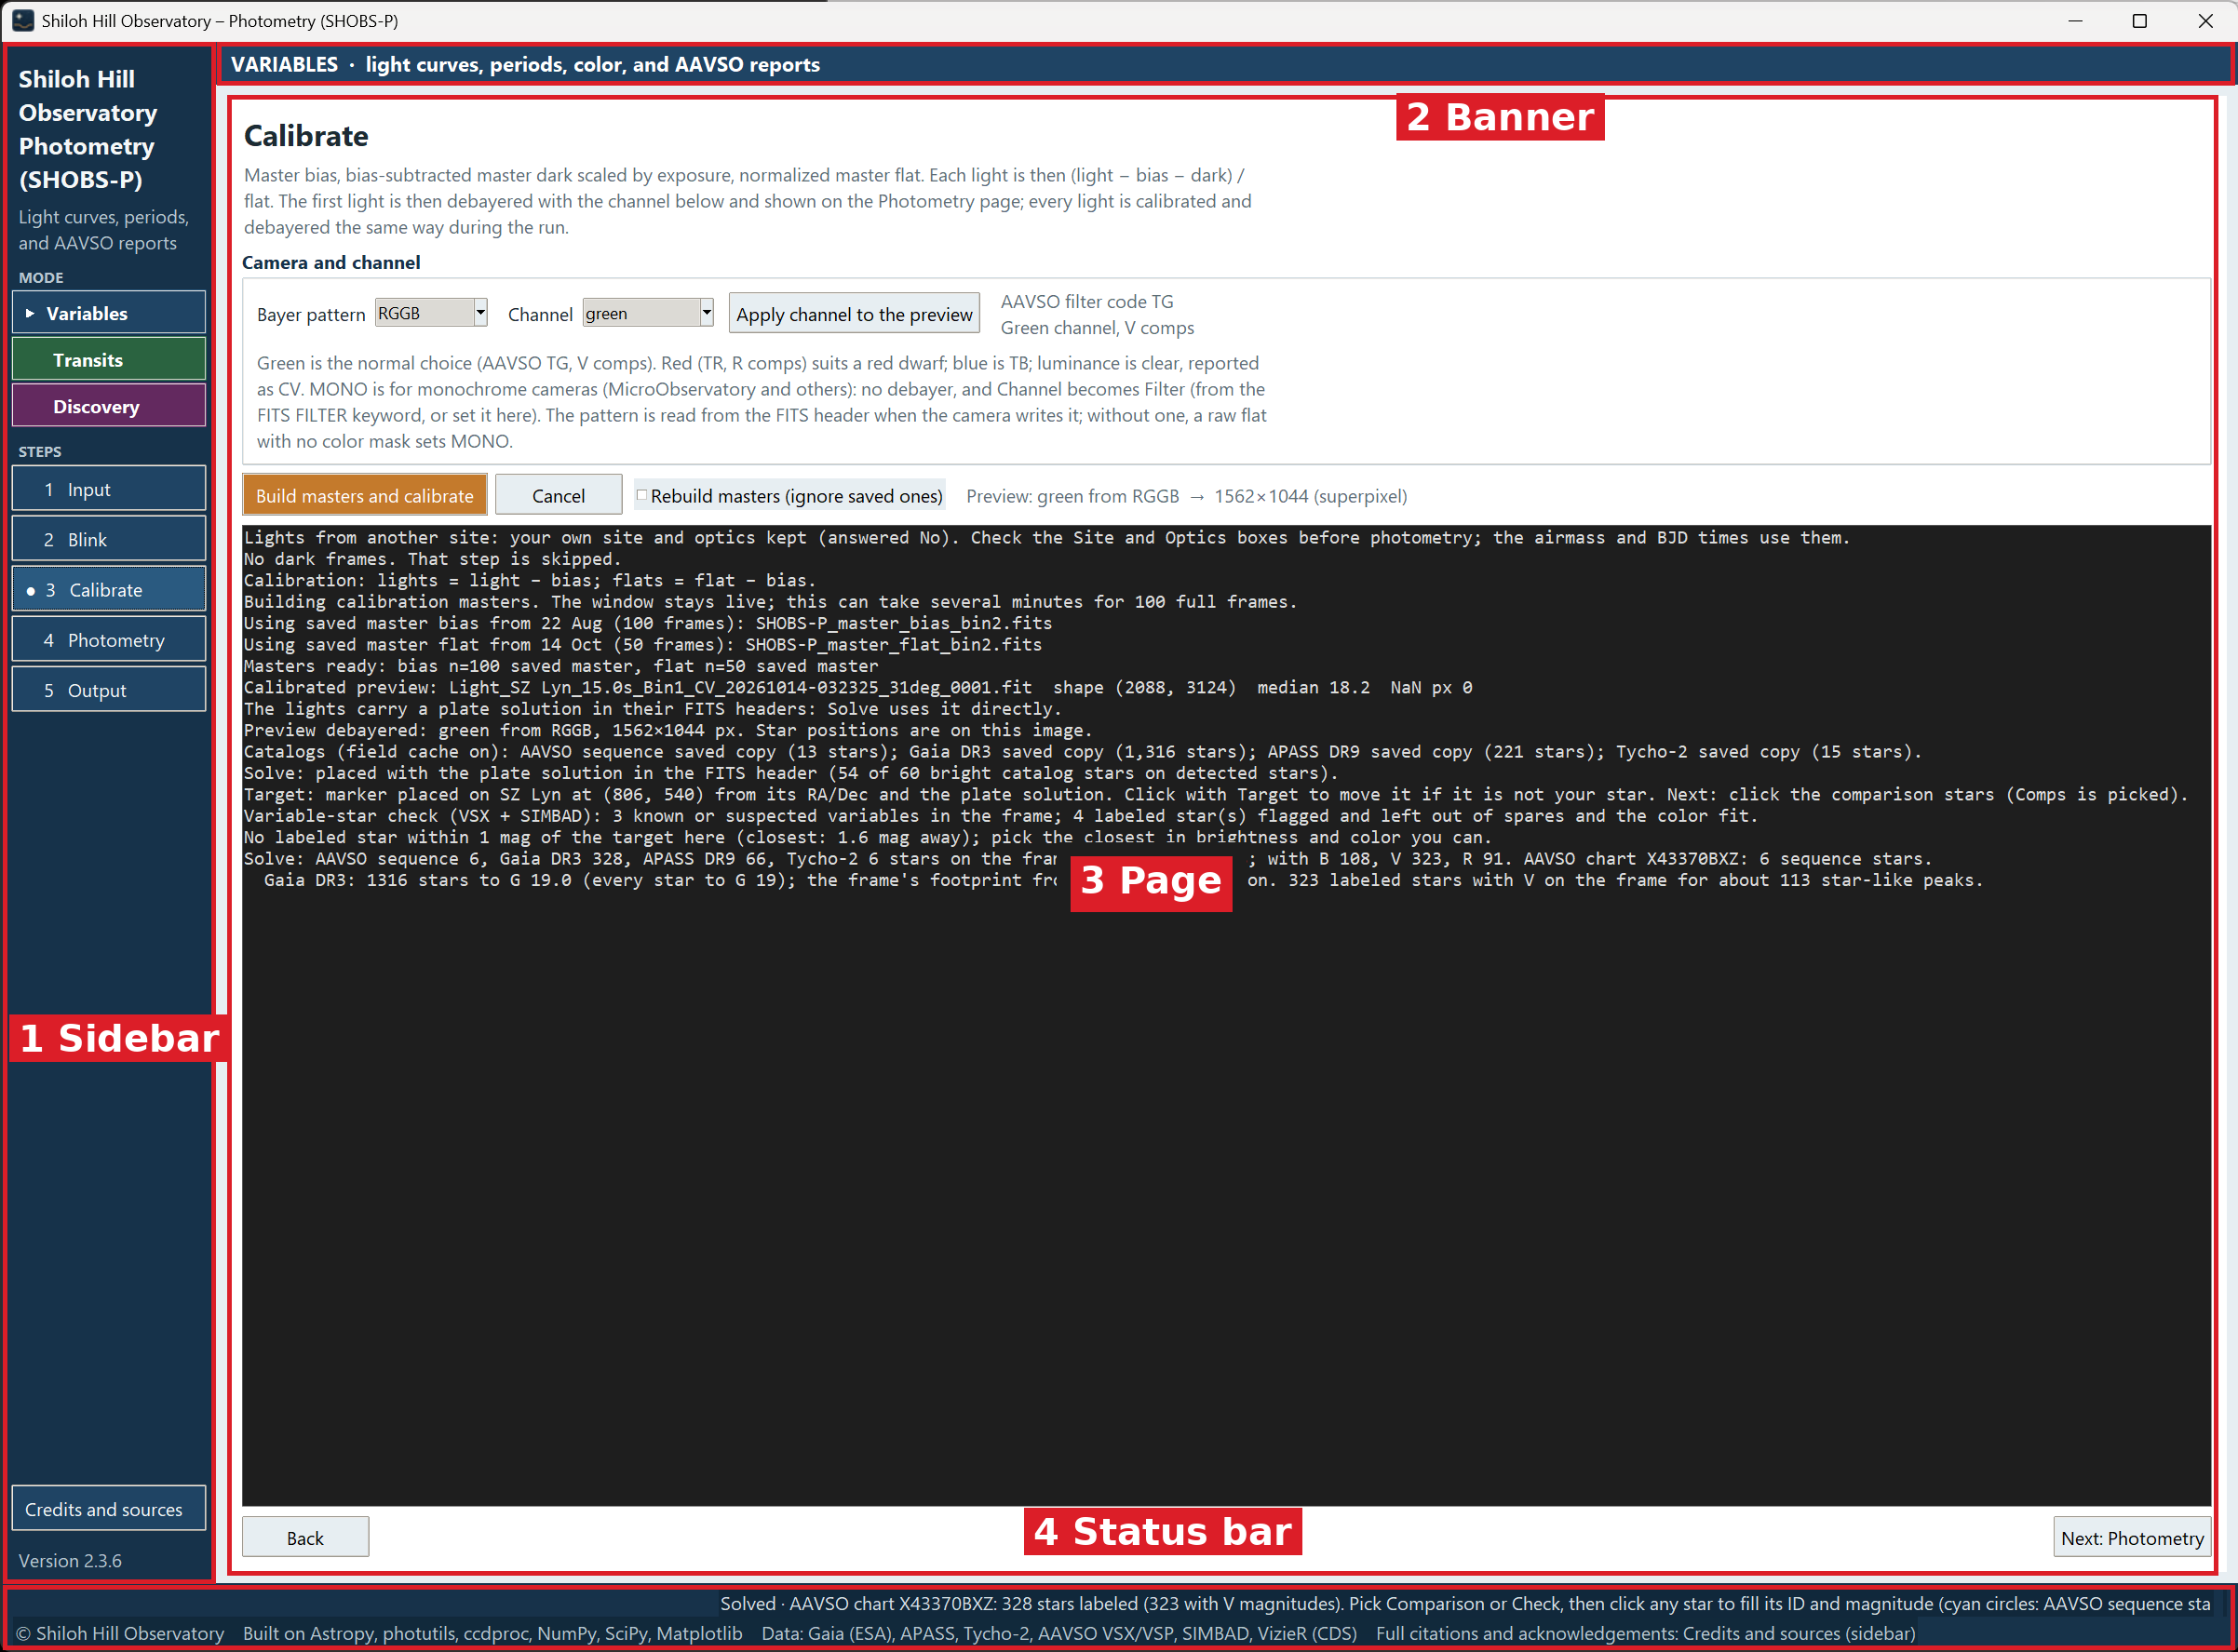 Shiloh Hill Observatory – Photometry (SHOBS-P)
Shiloh Hill
Observatory
Photometry
(SHOBS-P)
Light curves, periods,
and AAVSO reports
MODE
▸ Variables
Transits
Discovery
STEPS
1 Input
2 Blink
● 3 Calibrate
4 Photometry
5 Output
1 Sidebar
Credits and sources
Version 2.3.6
VARIABLES · light curves, periods, color, and AAVSO reports
2 Banner
Calibrate
Master bias, bias-subtracted master dark scaled by exposure, normalized master flat. Each light is then (light − bias − dark) /
flat. The first light is then debayered with the channel below and shown on the Photometry page; every light is calibrated and
debayered the same way during the run.
Camera and channel
Bayer pattern RGGB Channel green Apply channel to the preview
AAVSO filter code TG
Green channel, V comps
Green is the normal choice (AAVSO TG, V comps). Red (TR, R comps) suits a red dwarf; blue is TB; luminance is clear, reported
as CV. MONO is for monochrome cameras (MicroObservatory and others): no debayer, and Channel becomes Filter (from the
FITS FILTER keyword, or set it here). The pattern is read from the FITS header when the camera writes it; without one, a raw flat
with no color mask sets MONO.
Build masters and calibrate Cancel Rebuild masters (ignore saved ones) Preview: green from RGGB → 1562×1044 (superpixel)
Lights from another site: your own site and optics kept (answered No). Check the Site and Optics boxes before photometry; the airmass and BJD times use them.
No dark frames. That step is skipped.
Calibration: lights = light − bias; flats = flat − bias.
Building calibration masters. The window stays live; this can take several minutes for 100 full frames.
Using saved master bias from 22 Aug (100 frames): SHOBS-P_master_bias_bin2.fits
Using saved master flat from 14 Oct (50 frames): SHOBS-P_master_flat_bin2.fits
Masters ready: bias n=100 saved master, flat n=50 saved master
Calibrated preview: Light_SZ Lyn_15.0s_Bin1_CV_20261014-032325_31deg_0001.fit shape (2088, 3124) median 18.2 NaN px 0
The lights carry a plate solution in their FITS headers: Solve uses it directly.
Preview debayered: green from RGGB, 1562×1044 px. Star positions are on this image.
Catalogs (field cache on): AAVSO sequence saved copy (13 stars); Gaia DR3 saved copy (1,316 stars); APASS DR9 saved copy (221 stars); Tycho-2 saved copy (15 stars).
Solve: placed with the plate solution in the FITS header (54 of 60 bright catalog stars on detected stars).
Target: marker placed on SZ Lyn at (806, 540) from its RA/Dec and the plate solution. Click with Target to move it if it is not your star. Next: click the comparison stars (Comps is picked).
Variable-star check (VSX + SIMBAD): 3 known or suspected variables in the frame; 4 labeled star(s) flagged and left out of spares and the color fit.
No labeled star within 1 mag of the target here (closest: 1.6 mag away); pick the closest in brightness and color you can.
Solve: AAVSO sequence 6, Gaia DR3 328, APASS DR9 66, Tycho-2 6 stars on the ; with B 108, V 323, R 91. AAVSO chart X43370BXZ: 6 sequence stars.
Gaia DR3: 1316 stars to G 19.0 (every star to G 19); the frame's footprint on. 323 labeled stars with V on the frame for about 113 star-like peaks.
3 Page
4 Status bar
Back
Next: Photometry
Solved · AAVSO chart X43370BXZ: 328 stars labeled (323 with V magnitudes). Pick Comparison or Check, then click any star to fill its ID and magnitude (cyan circles: AAVSO sequence sta
© Shiloh Hill Observatory Built on Astropy, photutils, ccdproc, NumPy, SciPy, Matplotlib Data: Gaia (ESA), APASS, Tycho-2, AAVSO VSX/VSP, SIMBAD, VizieR (CDS) Full citations and acknowledgements: Credits and sources (sidebar)